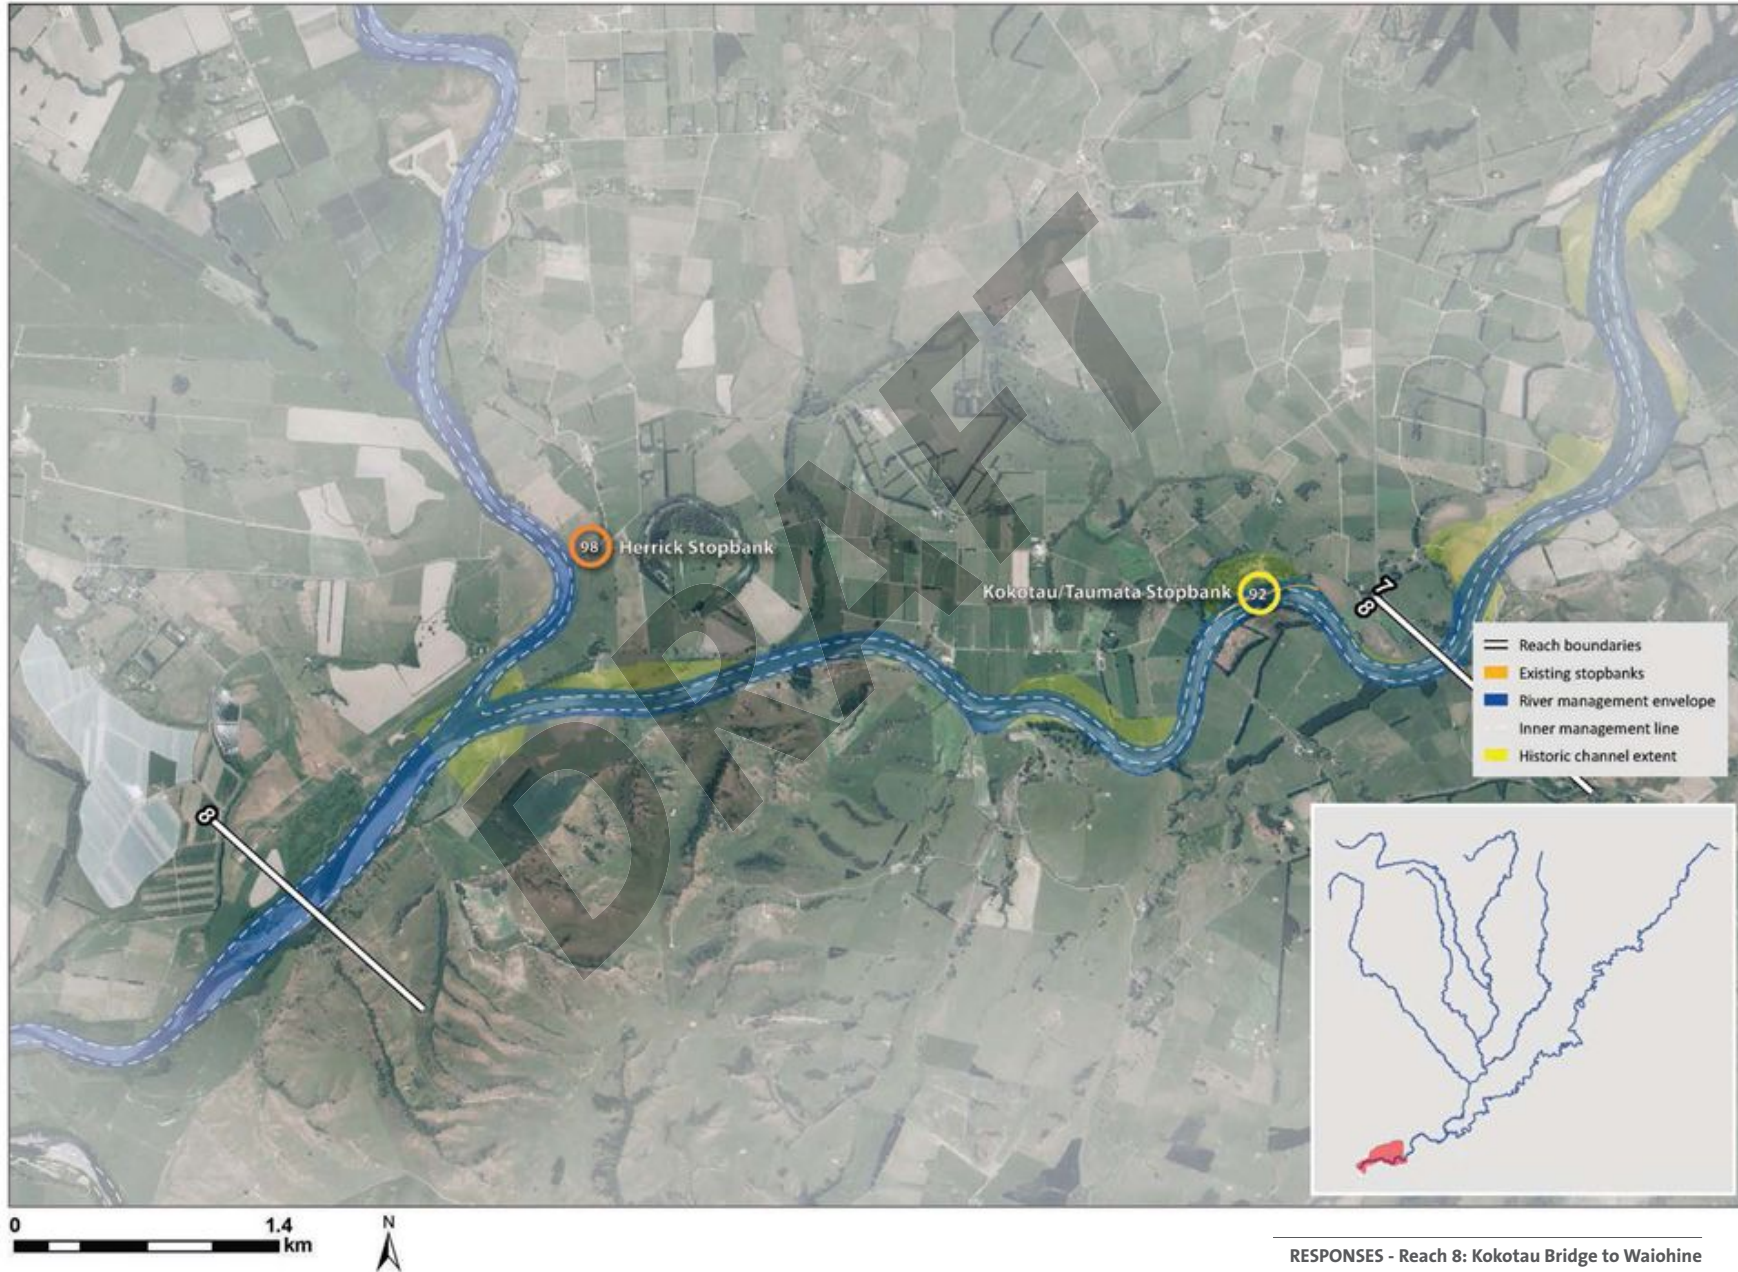 98 Herrick Stopbank
Kokotau/Taumata Stopbank 92
7
8
Reach boundaries
Existing stopbanks
River management envelope
Inner management line
Historic channel extent
8
DRAFT
0 1.4
km
N
RESPONSES - Reach 8: Kokotau Bridge to Waiohine